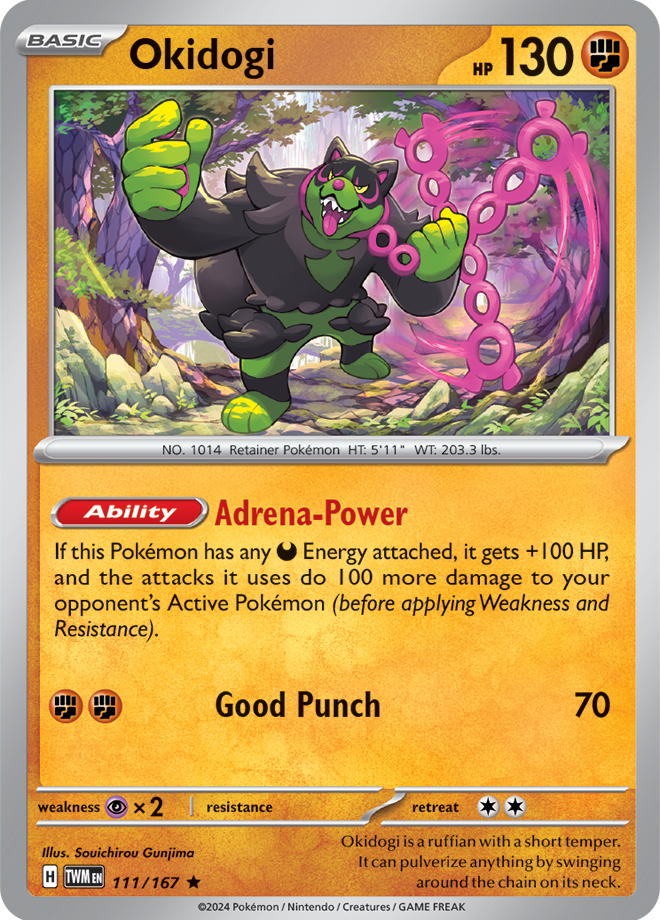 BASIC Okidogi HP 130
NO. 1014 Retainer Pokémon HT: 5'11" WT: 203.3 lbs.
Ability Adrena-Power
If this Pokémon has any Energy attached, it gets +100 HP,
and the attacks it uses do 100 more damage to your
opponent's Active Pokémon (before applying Weakness and
Resistance).
Good Punch 70
weakness ×2 resistance retreat
Illus. Souichirou Gunjima
H TWM EN 111/167 ★
Okidogi is a ruffian with a short temper.
It can pulverize anything by swinging
around the chain on its neck.
©2024 Pokémon / Nintendo / Creatures / GAME FREAK